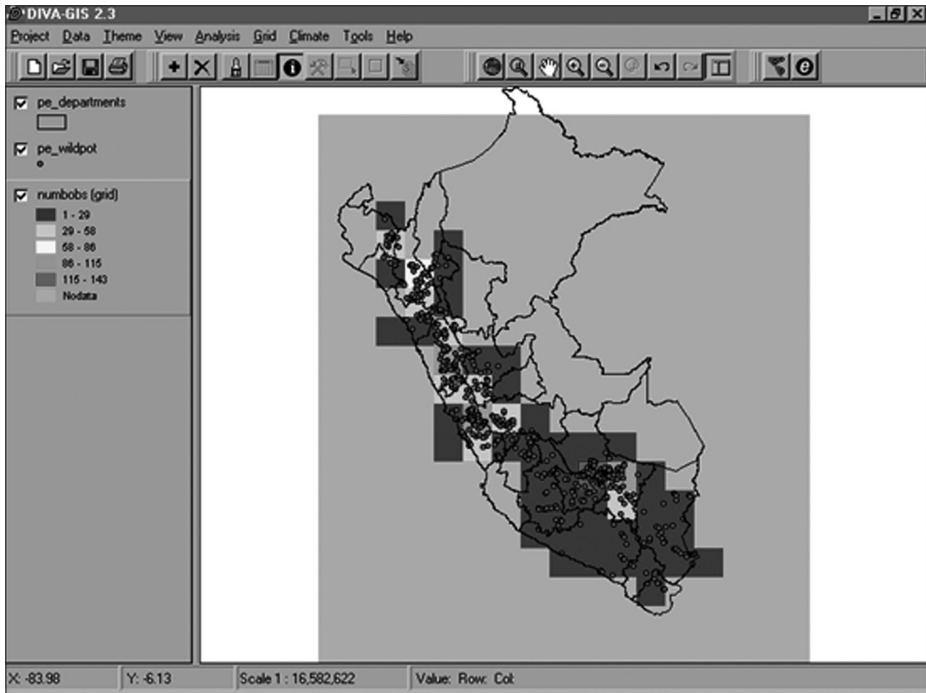 DIVA-GIS 2.3
Project Data Theme View Analysis Grid Climate Tools Help
pe_departments
pe_wildpot
numbobs (grid)
1 - 29
29 - 58
58 - 86
86 - 115
115 - 143
Nodata
X: -83.98 Y: -6.13 Scale 1 : 16,582,622 Value: Row: Col: